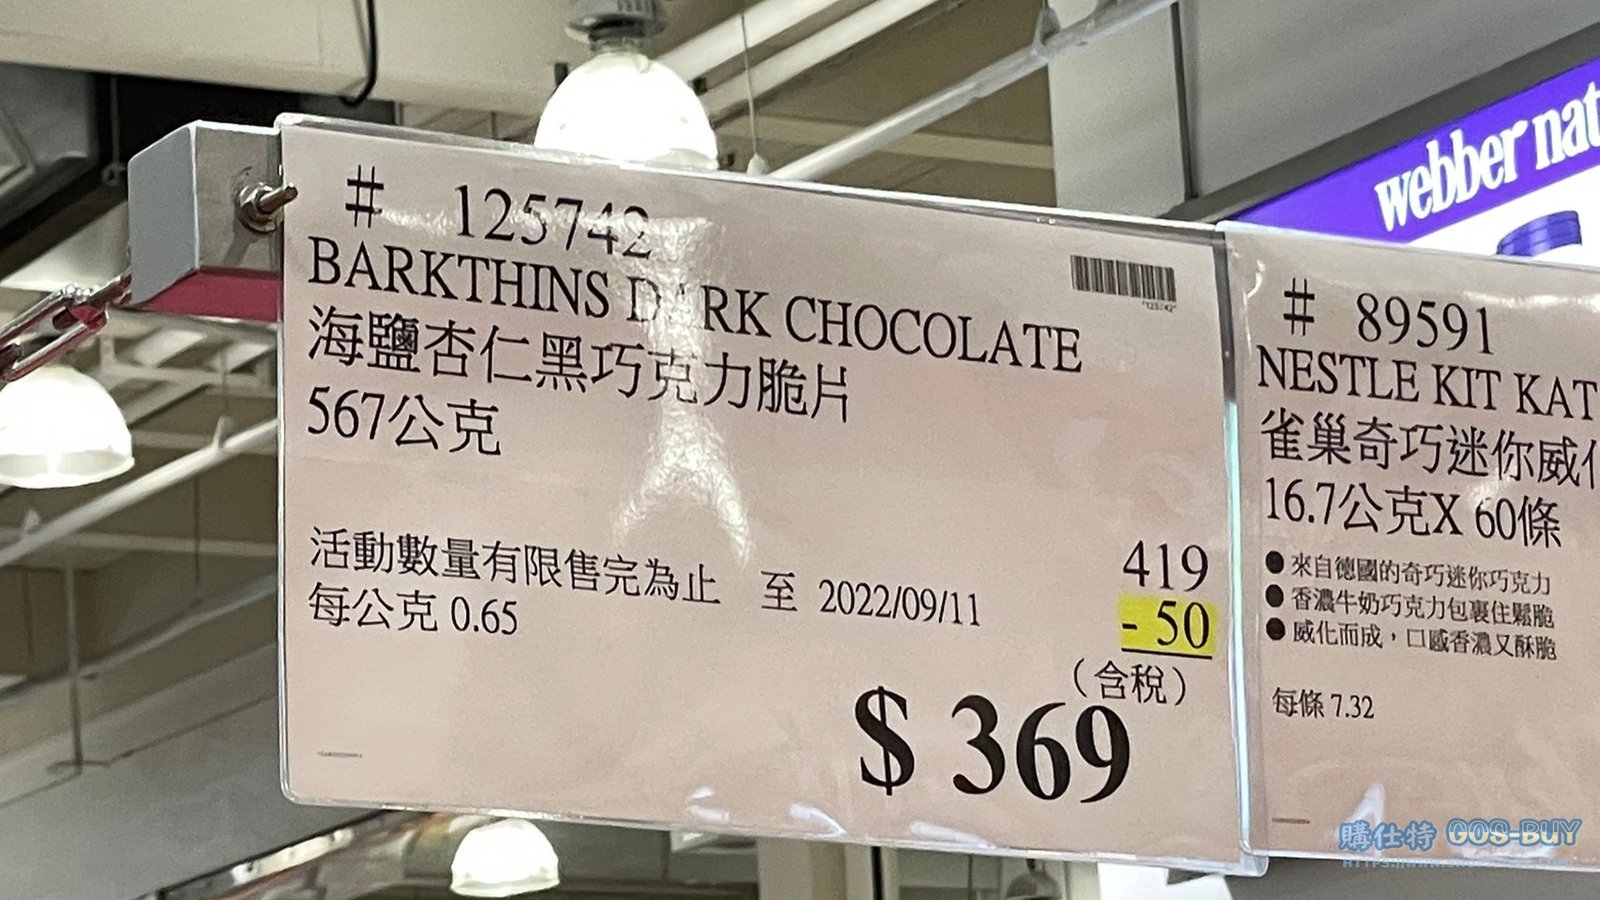 webber nat
# 125742
BARKTHINS DARK CHOCOLATE
海鹽杏仁黑巧克力脆片
567公克
活動數量有限售完為止 至 2022/09/11
每公克 0.65
419
- 50
(含稅)
$ 369
# 89591
NESTLE KIT KAT
雀巢奇巧迷你威化
16.7公克X 60條
● 來自德國的奇巧迷你巧克力
● 香濃牛奶巧克力包裹住鬆脆
● 威化而成，口感香濃又酥脆
每條 7.32
購仕特 GOS-BUY